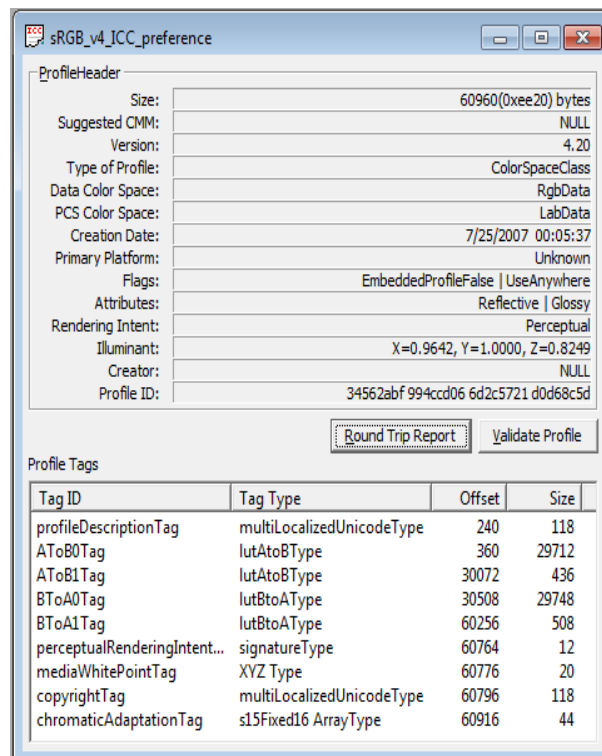 ICC
sRGB_v4_ICC_preference
ProfileHeader
Size: 60960(0xee20) bytes
Suggested CMM: NULL
Version: 4.20
Type of Profile: ColorSpaceClass
Data Color Space: RgbData
PCS Color Space: LabData
Creation Date: 7/25/2007 00:05:37
Primary Platform: Unknown
Flags: EmbeddedProfileFalse | UseAnywhere
Attributes: Reflective | Glossy
Rendering Intent: Perceptual
Illuminant: X=0.9642, Y=1.0000, Z=0.8249
Creator: NULL
Profile ID: 34562abf 994ccd06 6d2c5721 d0d68c5d
Round Trip Report Validate Profile
Profile Tags
Tag ID Tag Type Offset Size
profileDescriptionTag multiLocalizedUnicodeType 240 118
AToB0Tag lutAtoBType 360 29712
AToB1Tag lutAtoBType 30072 436
BToA0Tag lutBtoAType 30508 29748
BToA1Tag lutBtoAType 60256 508
perceptualRenderingIntent... signatureType 60764 12
mediaWhitePointTag XYZ Type 60776 20
copyrightTag multiLocalizedUnicodeType 60796 118
chromaticAdaptationTag s15Fixed16 ArrayType 60916 44